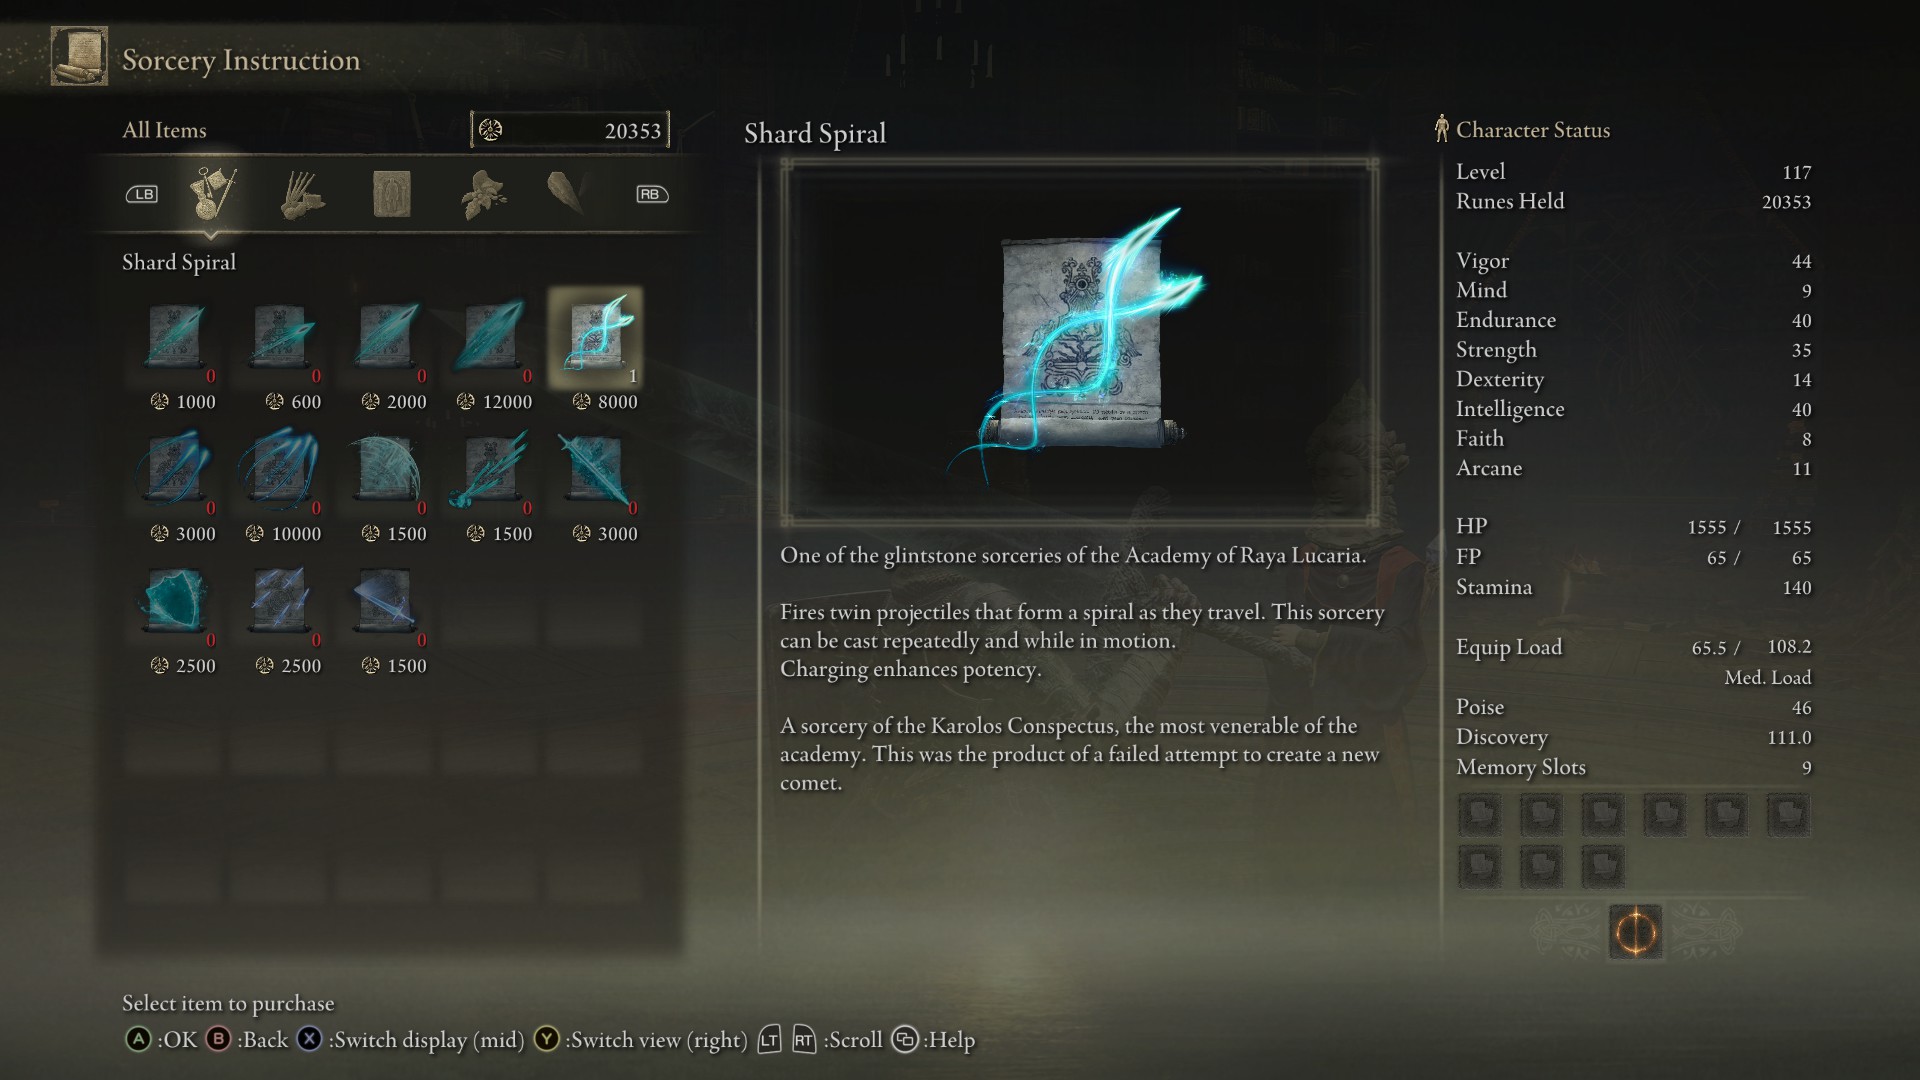 Sorcery Instruction
All Items
20353
LB
RB
Shard Spiral
0 0 0 0 1
1000 600 2000 12000 8000
0 0 0 0 0
3000 10000 1500 1500 3000
0 0 0
2500 2500 1500
Shard Spiral
One of the glintstone sorceries of the Academy of Raya Lucaria.
Fires twin projectiles that form a spiral as they travel. This sorcery
can be cast repeatedly and while in motion.
Charging enhances potency.
A sorcery of the Karolos Conspectus, the most venerable of the
academy. This was the product of a failed attempt to create a new
comet.
Character Status
Level 117
Runes Held 20353
Vigor 44
Mind 9
Endurance 40
Strength 35
Dexterity 14
Intelligence 40
Faith 8
Arcane 11
HP 1555 / 1555
FP 65 / 65
Stamina 140
Equip Load 65.5 / 108.2
Med. Load
Poise 46
Discovery 111.0
Memory Slots 9
Select item to purchase
A :OK B :Back X :Switch display (mid) Y :Switch view (right) LT RT :Scroll :Help